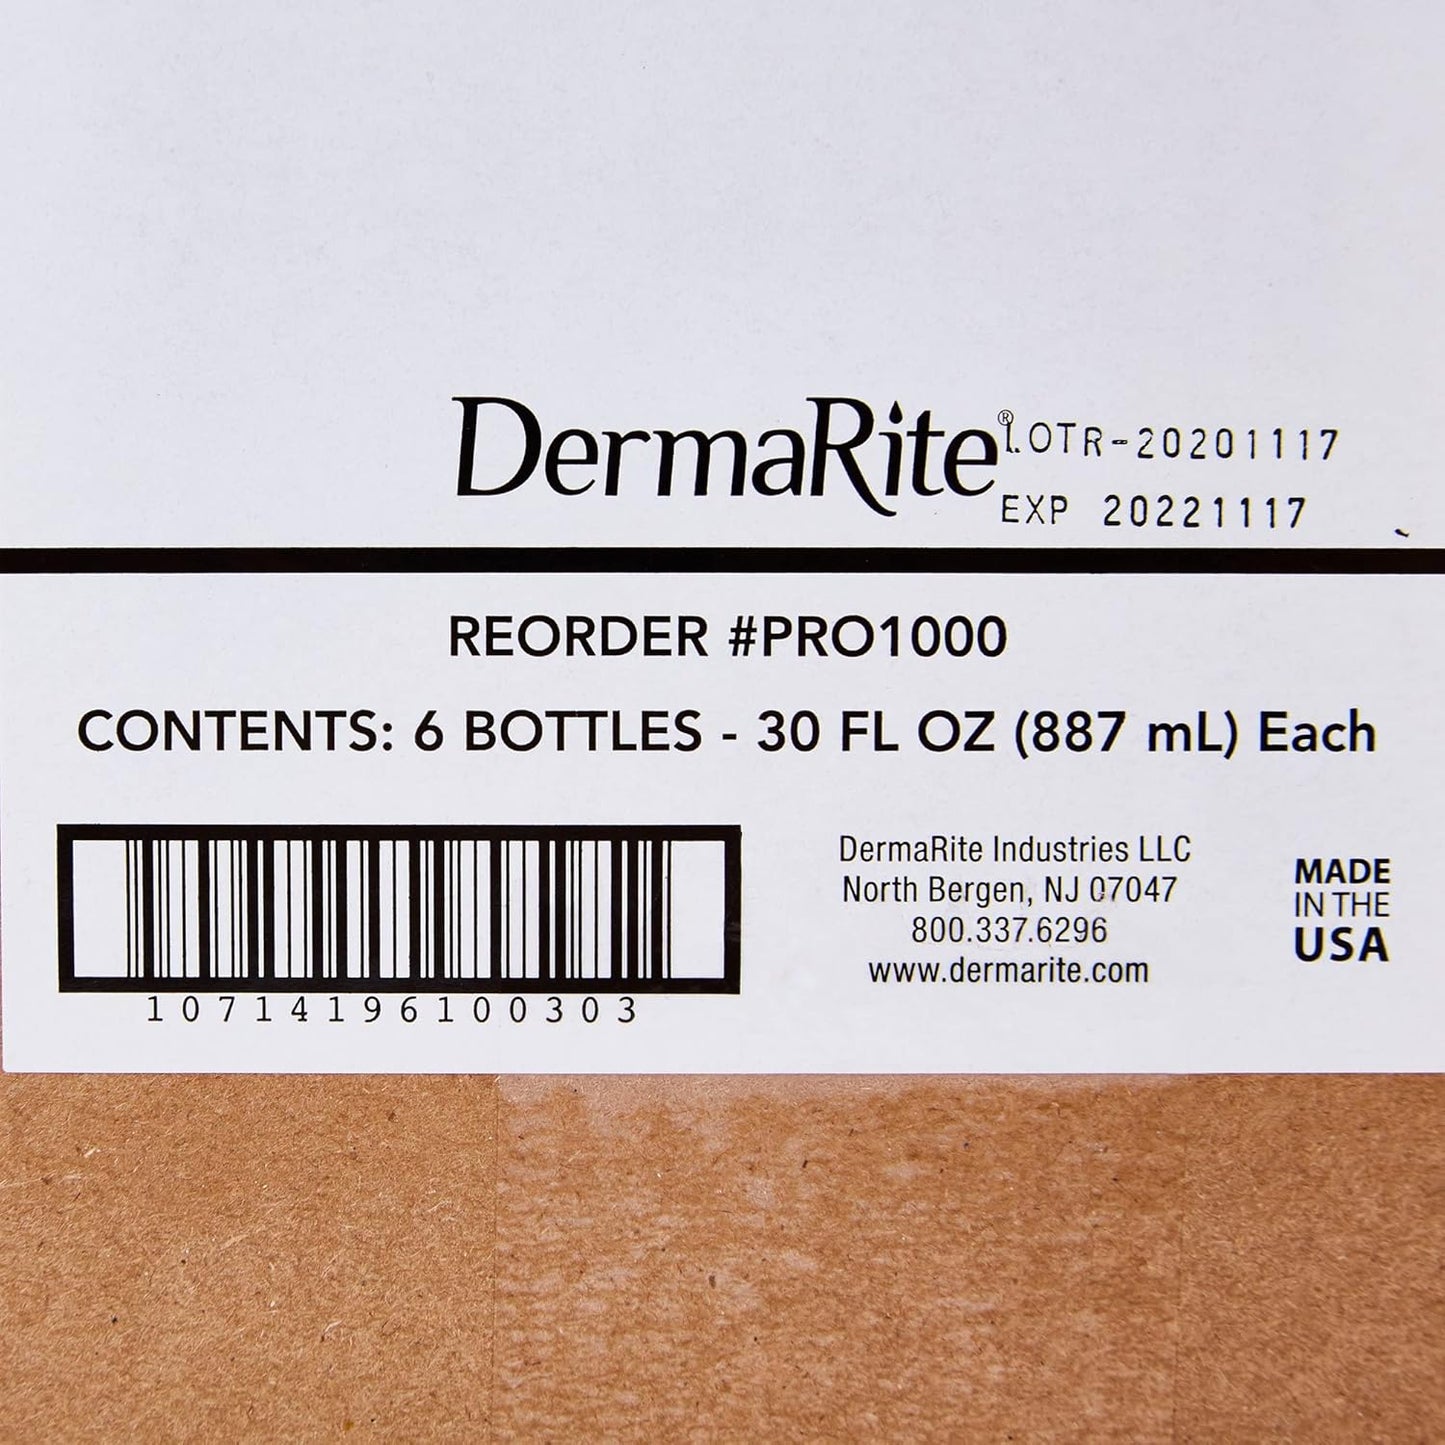 DermaRite®
LOTR-20201117
EXP 20221117
REORDER #PRO1000
CONTENTS: 6 BOTTLES - 30 FL OZ (887 mL) Each
10714196100303
DermaRite Industries LLC
North Bergen, NJ 07047
800.337.6296
www.dermarite.com
MADE
IN THE
USA